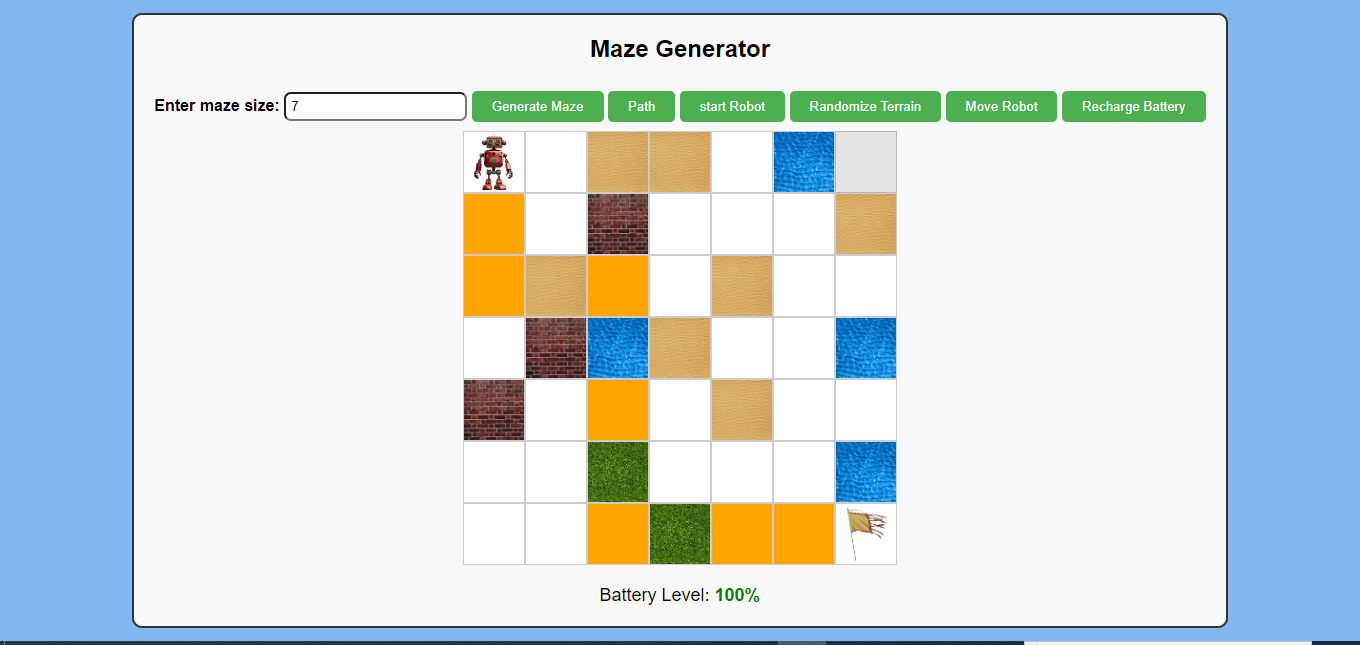 Maze Generator
Enter maze size: 7 Generate Maze Path start Robot Randomize Terrain Move Robot Recharge Battery
Battery Level: 100%